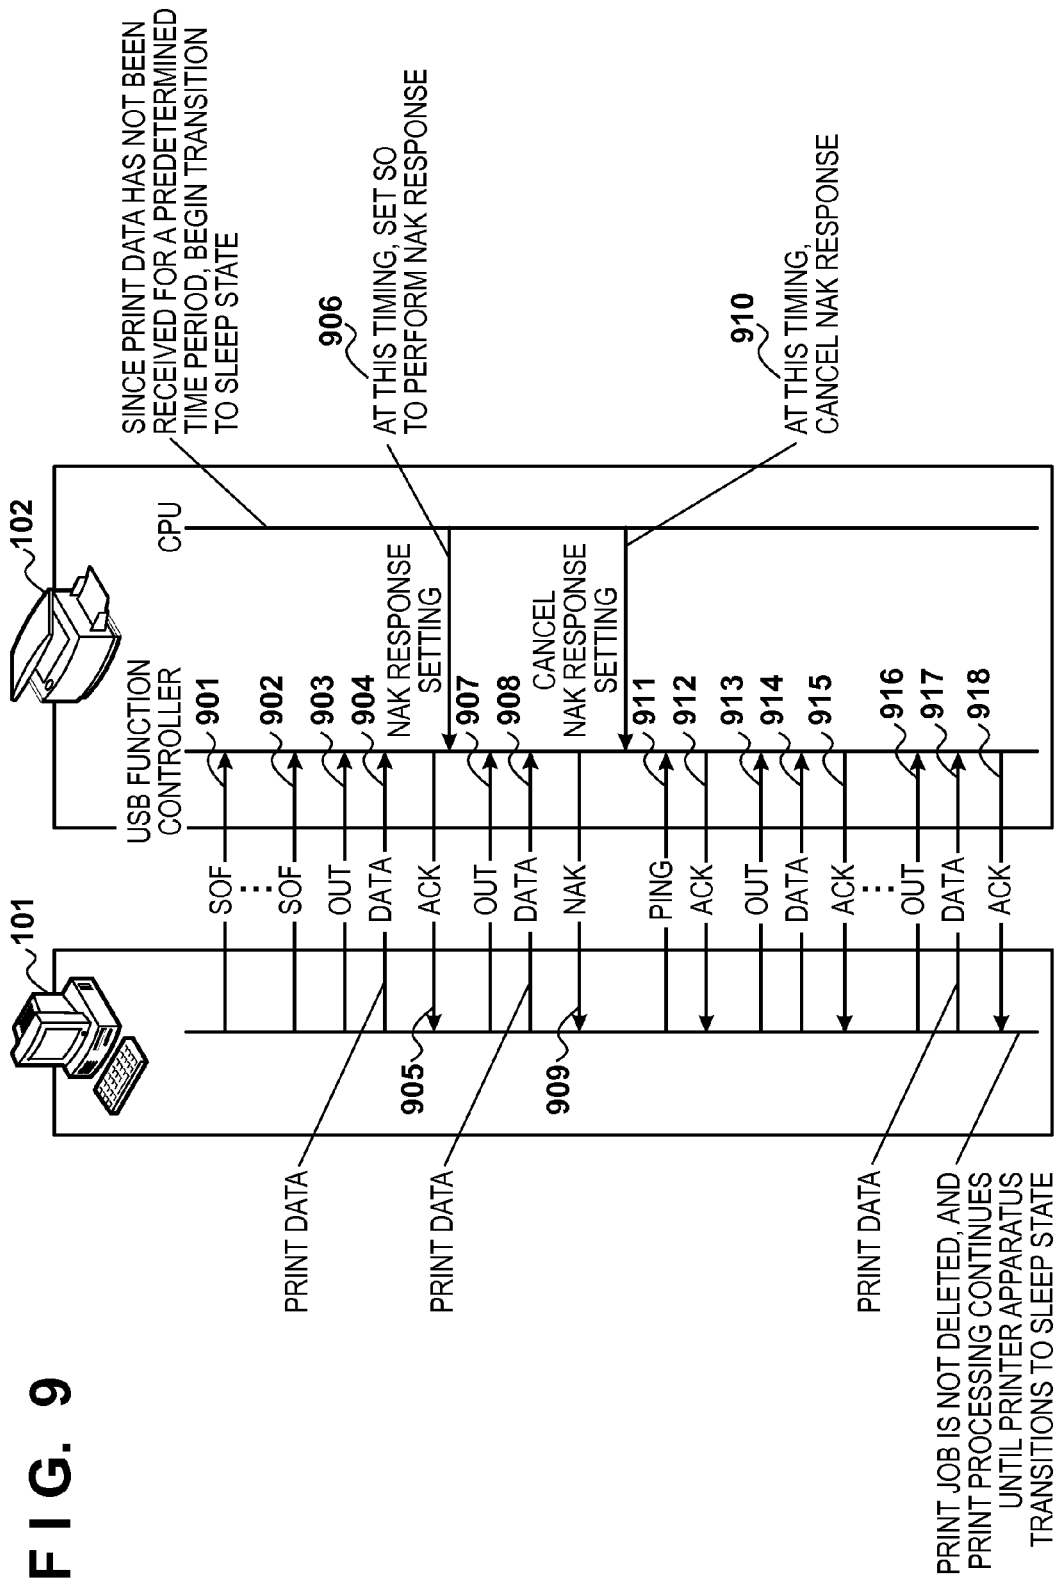 FIG. 9
101
102
USB FUNCTION
CONTROLLER
CPU
SINCE PRINT DATA HAS NOT BEEN
RECEIVED FOR A PREDETERMINED
TIME PERIOD, BEGIN TRANSITION
TO SLEEP STATE
SOF
901
SOF
902
OUT
903
PRINT DATA
DATA
904
NAK RESPONSE
SETTING
906
AT THIS TIMING, SET SO
TO PERFORM NAK RESPONSE
905
ACK
OUT
907
PRINT DATA
DATA
908
909
NAK
CANCEL
NAK RESPONSE
SETTING
910
AT THIS TIMING,
CANCEL NAK RESPONSE
PING
911
ACK
912
OUT
913
DATA
914
ACK
915
OUT
916
PRINT DATA
DATA
917
ACK
918
PRINT JOB IS NOT DELETED, AND
PRINT PROCESSING CONTINUES
UNTIL PRINTER APPARATUS
TRANSITIONS TO SLEEP STATE